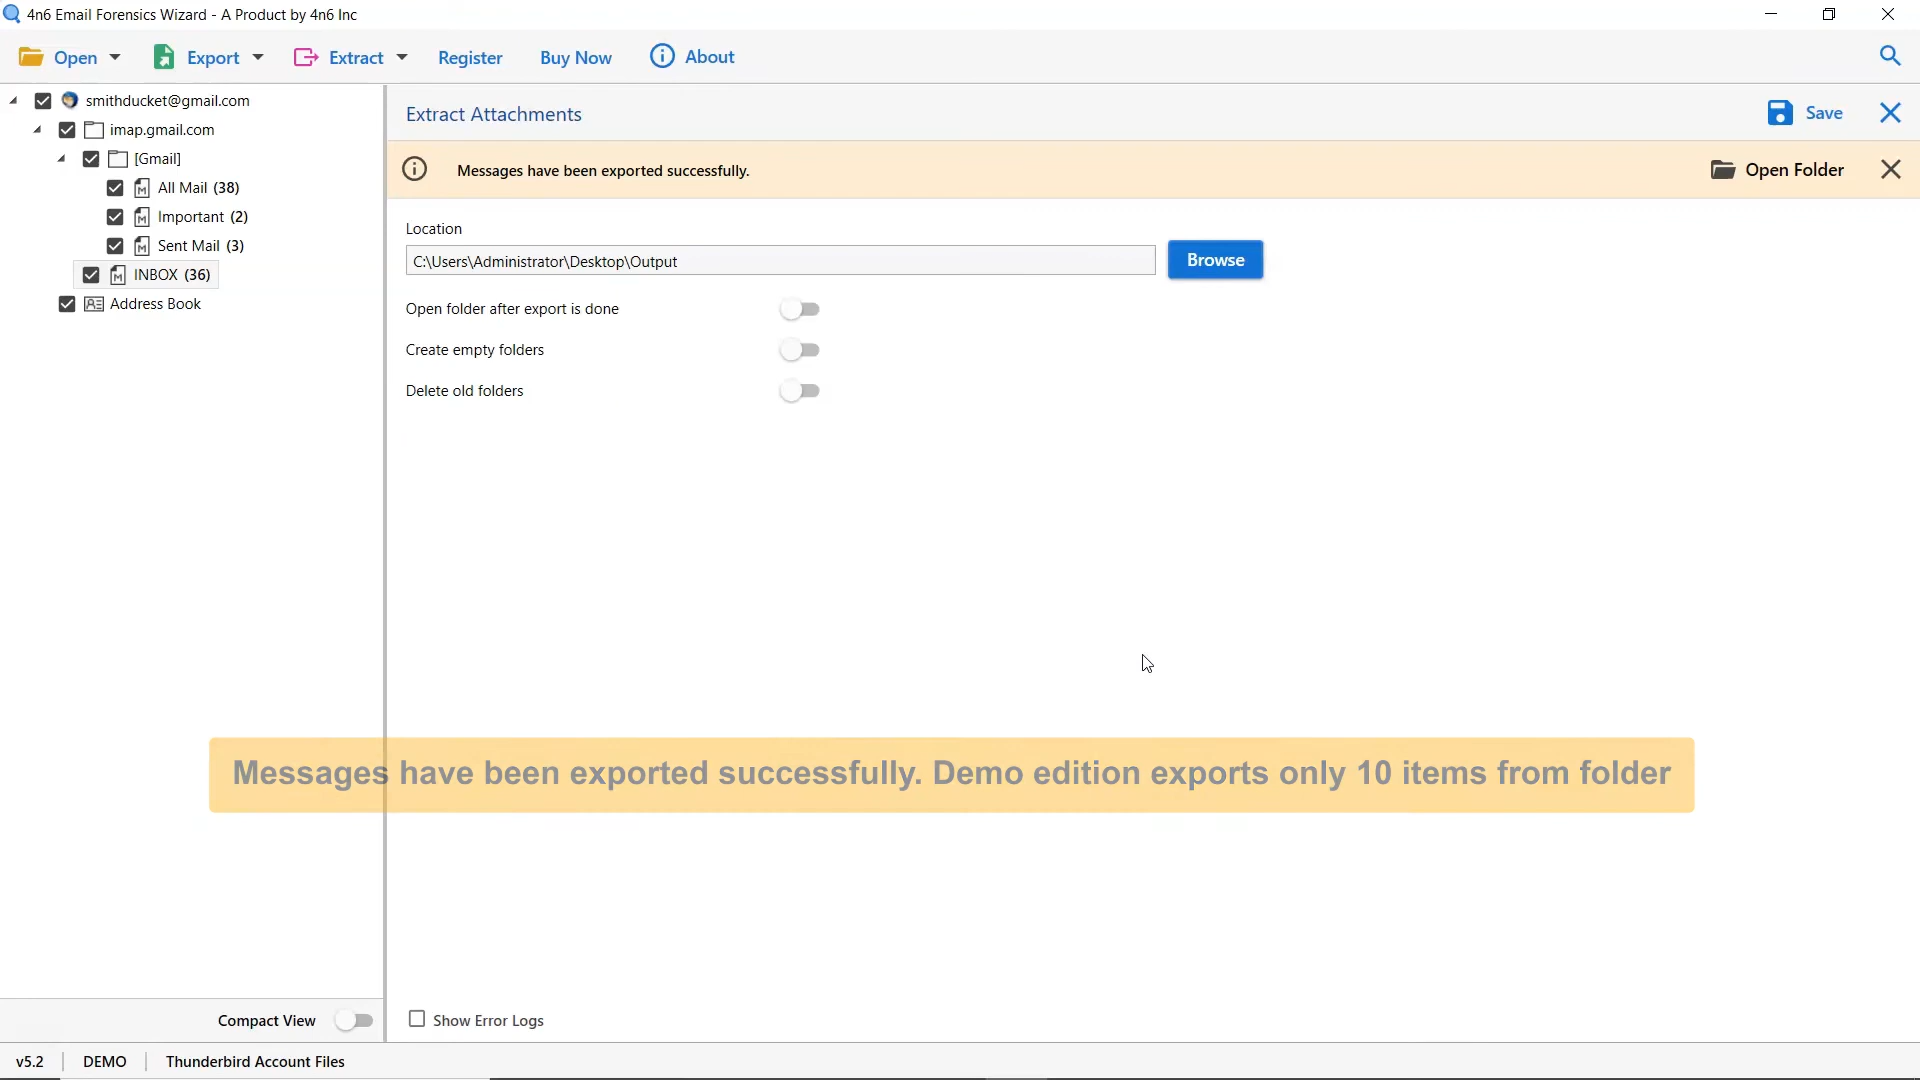 4n6 Email Forensics Wizard - A Product by 4n6 Inc
Open Export Extract Register Buy Now About
smithducket@gmail.com
imap.gmail.com
[Gmail]
All Mail (38)
Important (2)
Sent Mail (3)
INBOX (36)
Address Book
Extract Attachments
Save
Messages have been exported successfully.
Open Folder
Location
C:\Users\Administrator\Desktop\Output
Browse
Open folder after export is done
Create empty folders
Delete old folders
Messages have been exported successfully. Demo edition exports only 10 items from folder
Compact View
Show Error Logs
v5.2 DEMO Thunderbird Account Files